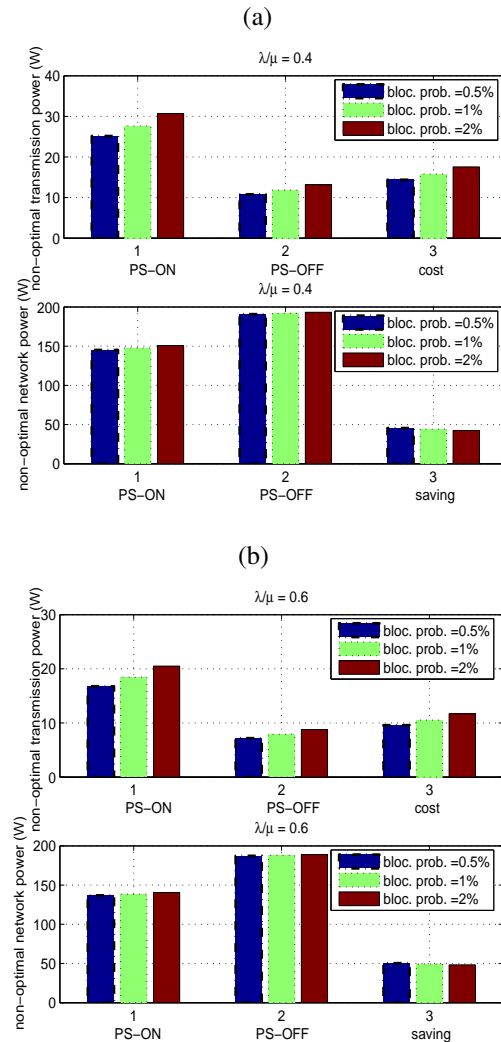 (a)
λ/μ = 0.4
non-optimal transmission power (W)
40
30
20
10
0
bloc. prob. =0.5%
bloc. prob. =1%
bloc. prob. =2%
1
2
3
PS-ON
PS-OFF
cost
λ/μ = 0.4
non-optimal network power (W)
200
150
100
50
0
bloc. prob. =0.5%
bloc. prob. =1%
bloc. prob. =2%
1
2
3
PS-ON
PS-OFF
saving
(b)
λ/μ = 0.6
non-optimal transmission power (W)
30
20
10
0
bloc. prob. =0.5%
bloc. prob. =1%
bloc. prob. =2%
1
2
3
PS-ON
PS-OFF
cost
λ/μ = 0.6
non-optimal network power (W)
200
150
100
50
0
bloc. prob. =0.5%
bloc. prob. =1%
bloc. prob. =2%
1
2
3
PS-ON
PS-OFF
saving